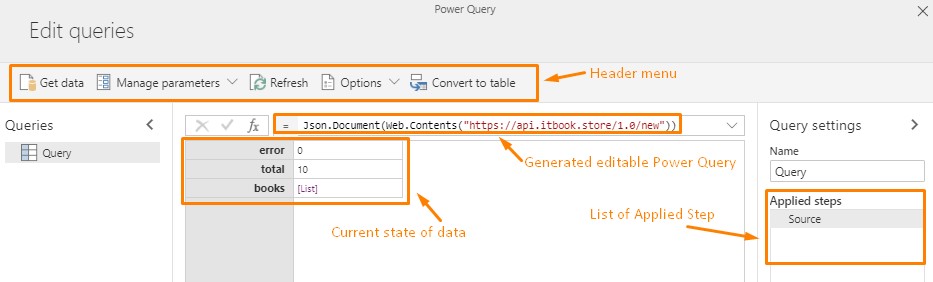 Power Query
Edit queries
Get data
Manage parameters
Refresh
Options
Convert to table
Header menu
Queries
fx
= Json.Document(Web.Contents("https://api.itbook.store/1.0/new"))
Query settings
Query
error 0
total 10
books [List]
Generated editable Power Query
Name
Query
Applied steps
Source
List of Applied Step
Current state of data